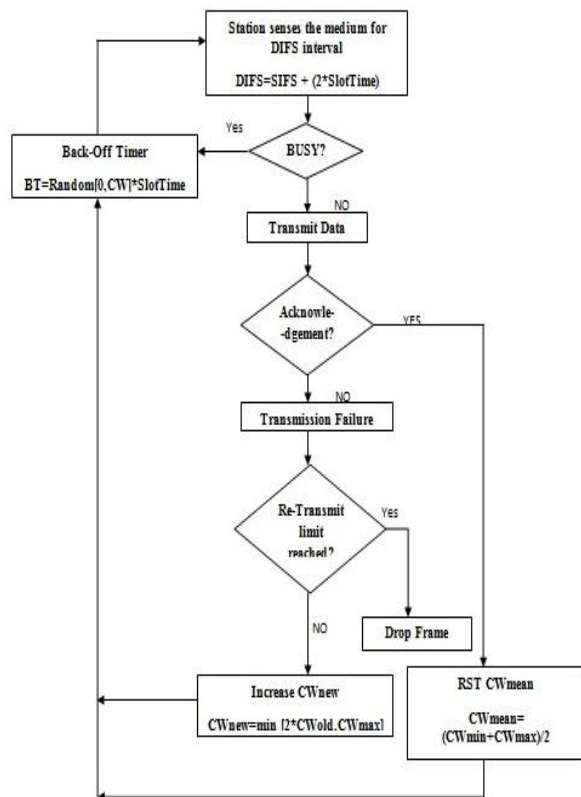 Station senses the medium for
DIFS interval
DIFS=SIFS + (2*SlotTime)
Yes
BUSY?
Back-Off Timer
BT=Random[0,CW]*SlotTime
NO
Transmit Data
Acknowle-
-dgement?
YES
NO
Transmission Failure
Re-Transmit
limit
reached?
Yes
Drop Frame
NO
Increase CWnew
CWnew=min [2*CWold,CWmax]
RST CWmean
CWmean=
(CWmin+CWmax)/2